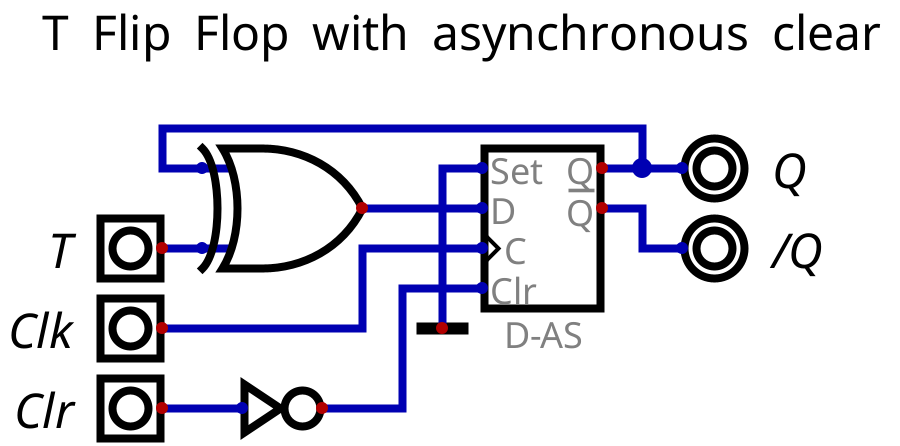 T Flip Flop with asynchronous clear
Set Q
Q
D Q
T
C
/Q
Clk
Clr
D-AS
Clr